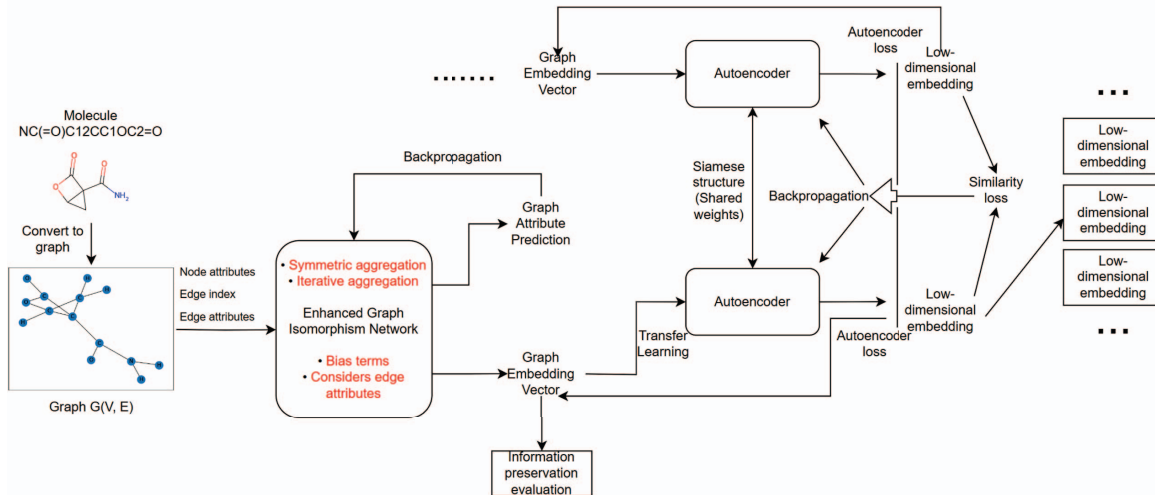 Molecule
NC(=O)C12CC1OC2=O
O
O
O
NH2
Convert to
graph
Node attributes
Edge index
Edge attributes
Graph G(V, E)
Backpropagation
• Symmetric aggregation
• Iterative aggregation
Enhanced Graph
Isomorphism Network
• Bias terms
• Considers edge
attributes
Graph
Attribute
Prediction
.......
Graph
Embedding
Vector
Graph
Embedding
Vector
Information
preservation
evaluation
Transfer
Learning
Autoencoder
Siamese
structure
(Shared
weights)
Autoencoder
Backpropagation
Autoencoder
loss
Low-
dimensional
embedding
Similarity
loss
Low-
dimensional
embedding
Autoencoder
loss
...
Low-
dimensional
embedding
Low-
dimensional
embedding
Low-
dimensional
embedding
...